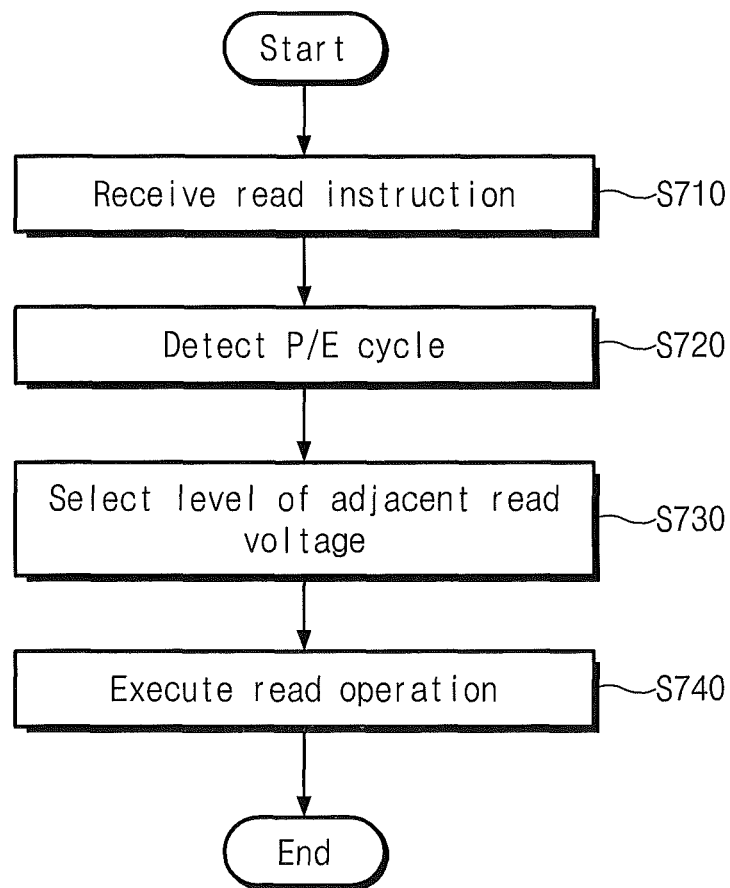 Start
Receive read instruction
S710
Detect P/E cycle
S720
Select level of adjacent read
voltage
S730
Execute read operation
S740
End